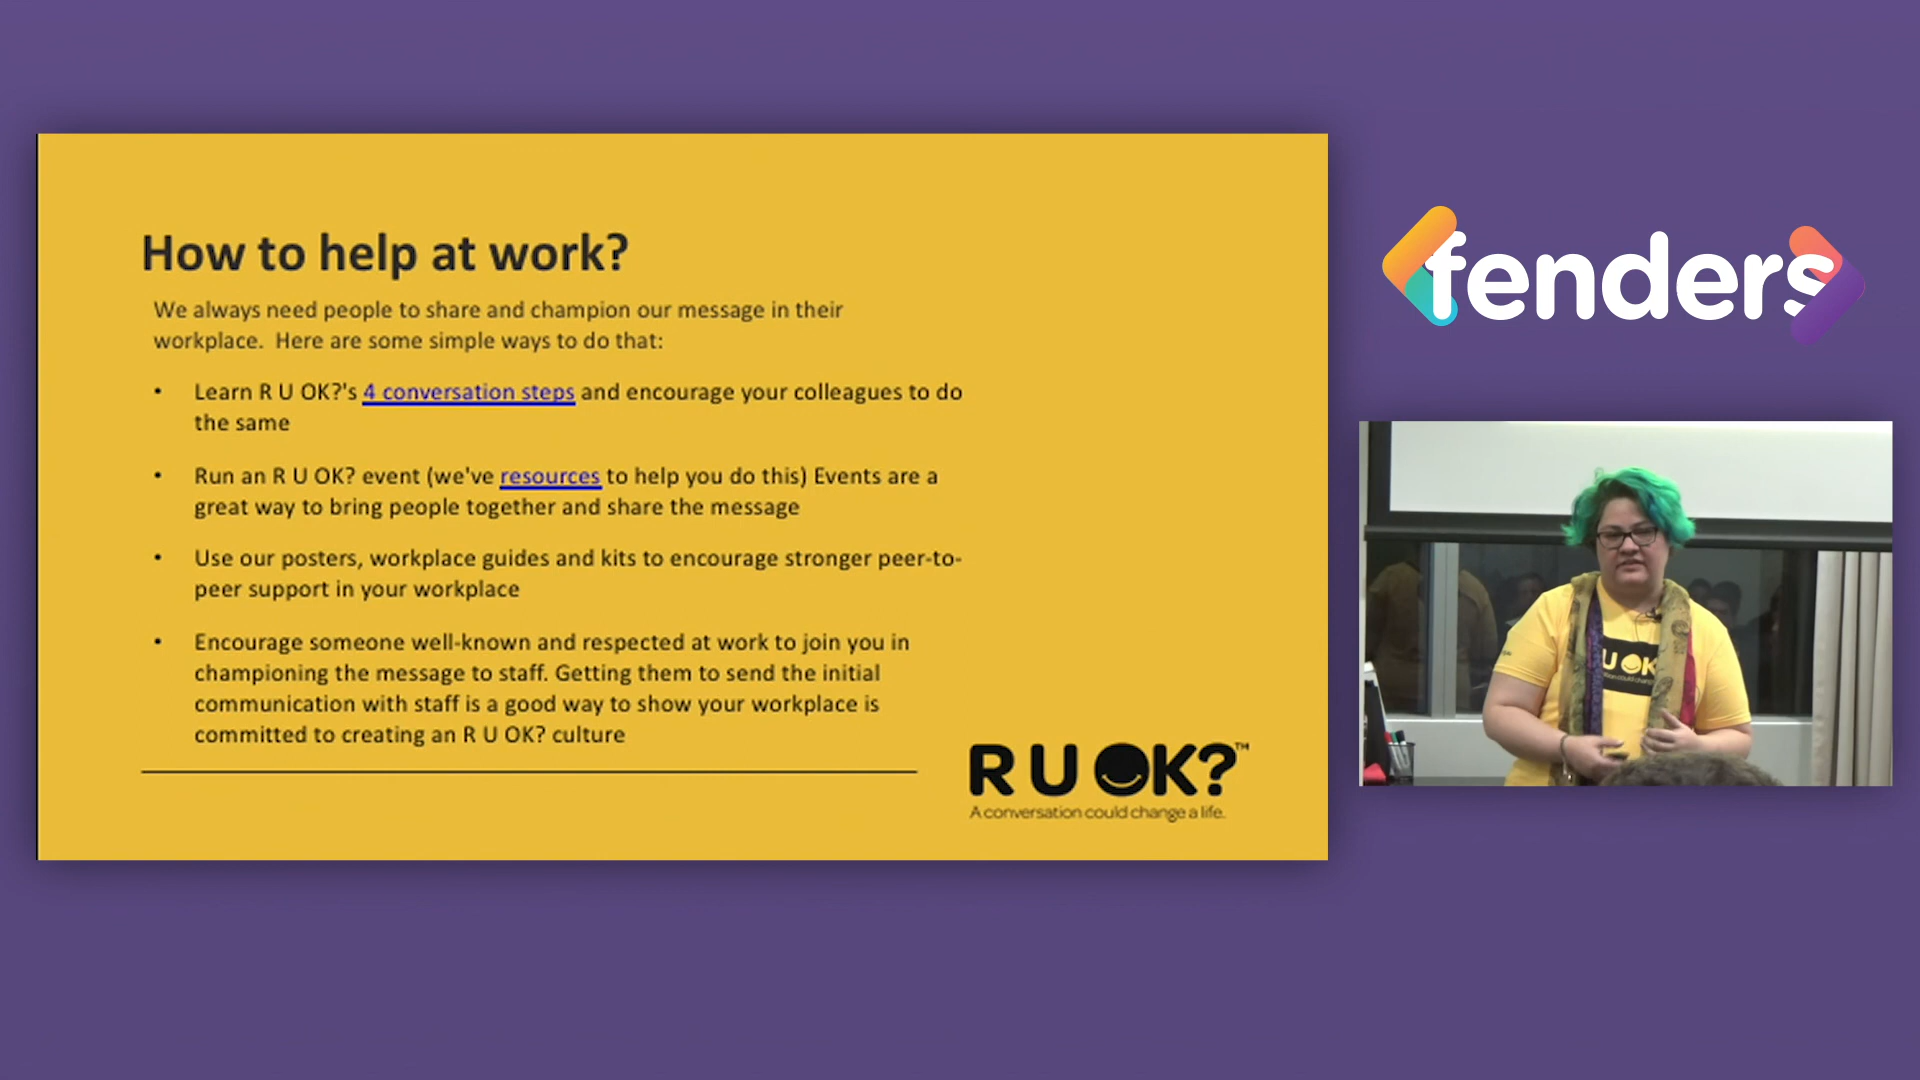 How to help at work?
We always need people to share and champion our message in their
workplace. Here are some simple ways to do that:
• Learn R U OK?'s 4 conversation steps and encourage your colleagues to do
the same
• Run an R U OK? event (we've resources to help you do this) Events are a
great way to bring people together and share the message
• Use our posters, workplace guides and kits to encourage stronger peer-to-
peer support in your workplace
• Encourage someone well-known and respected at work to join you in
championing the message to staff. Getting them to send the initial
communication with staff is a good way to show your workplace is
committed to creating an R U OK? culture
R U OK?™
A conversation could change a life.
fenders
U OK